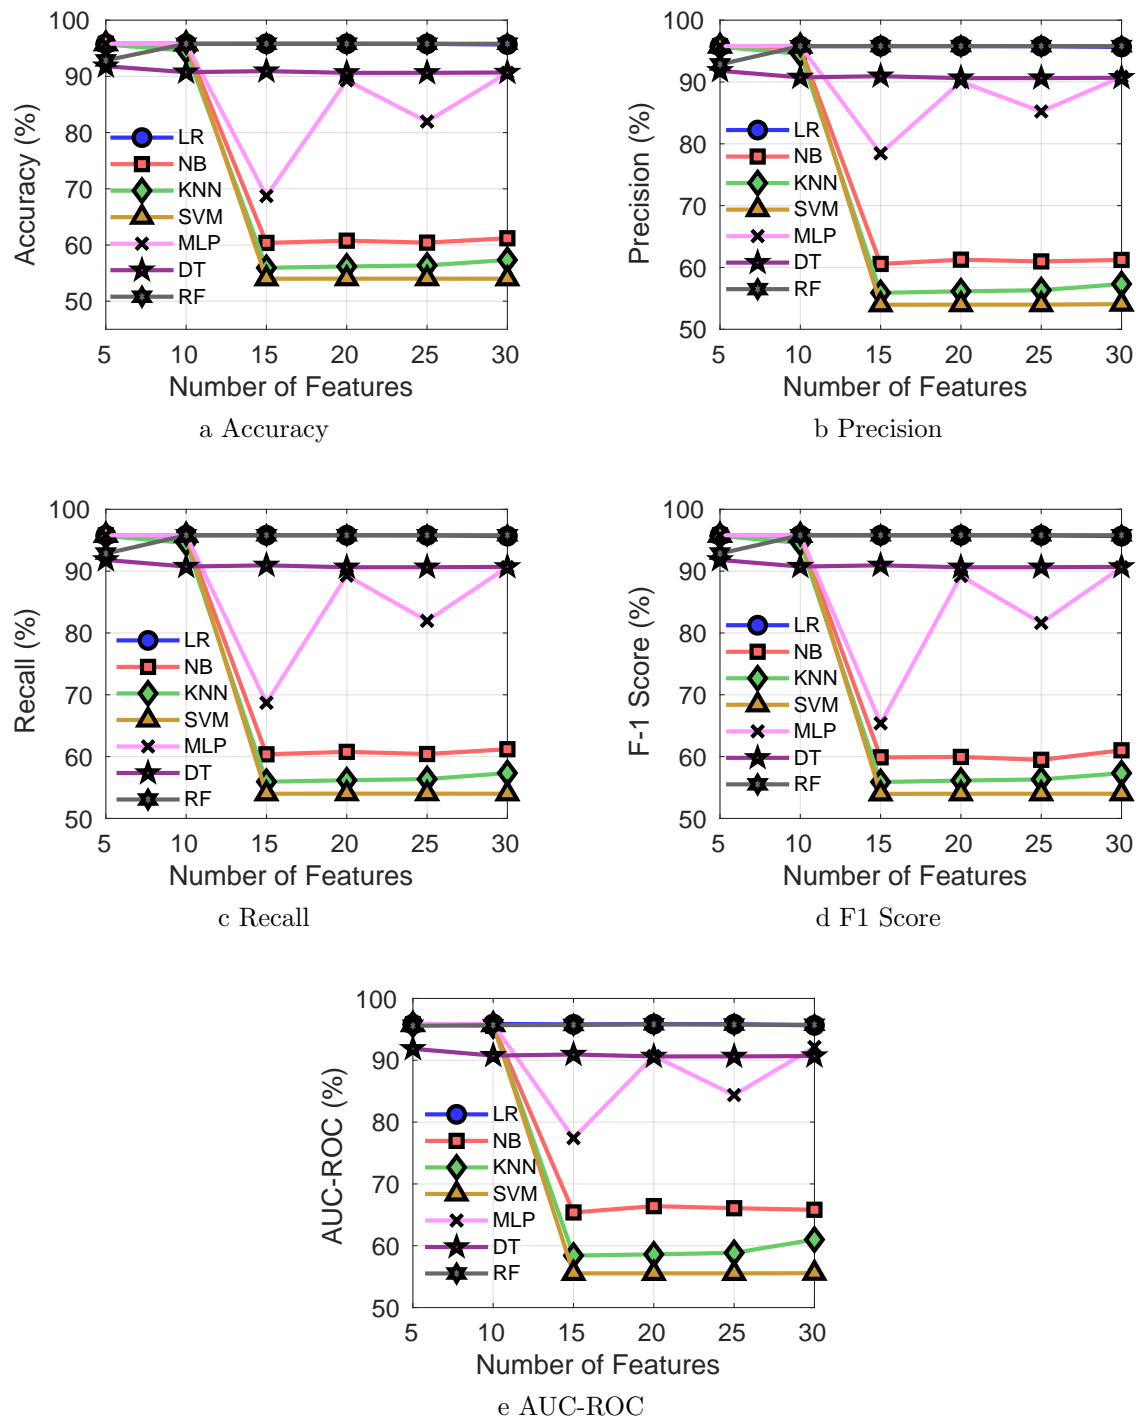 100
90
80
70
60
50
Accuracy (%)
LR
NB
KNN
SVM
MLP
DT
RF
5 10 15 20 25 30
Number of Features
a Accuracy
100
90
80
70
60
50
Precision (%)
LR
NB
KNN
SVM
MLP
DT
RF
5 10 15 20 25 30
Number of Features
b Precision
100
90
80
70
60
50
Recall (%)
LR
NB
KNN
SVM
MLP
DT
RF
5 10 15 20 25 30
Number of Features
c Recall
100
90
80
70
60
50
F-1 Score (%)
LR
NB
KNN
SVM
MLP
DT
RF
5 10 15 20 25 30
Number of Features
d F1 Score
100
90
80
70
60
50
AUC-ROC (%)
LR
NB
KNN
SVM
MLP
DT
RF
5 10 15 20 25 30
Number of Features
e AUC-ROC